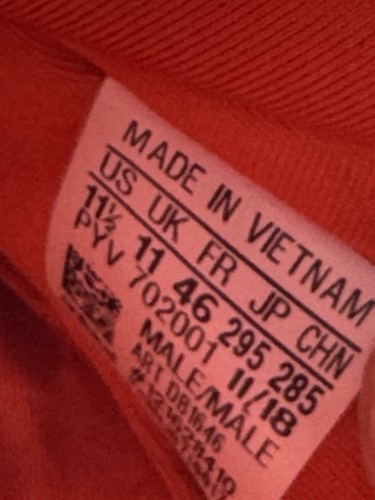 MADE IN VIETNAM
US UK FR JP CHN
11½ 11 46 295 285
PYV 702001 11/18
MALE/MALE
ART DB1646